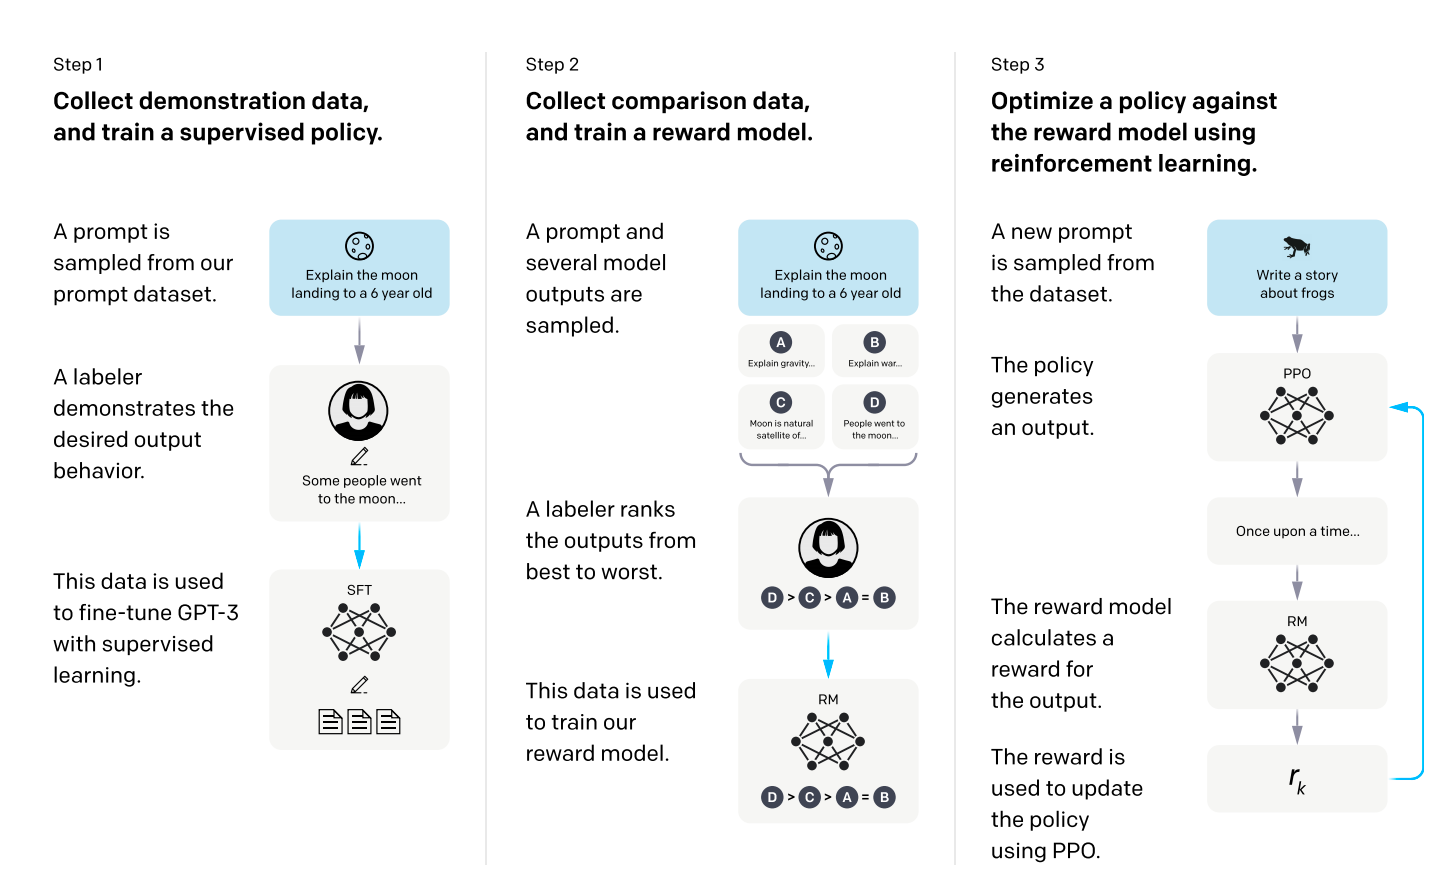 Step 1
Collect demonstration data,
and train a supervised policy.
A prompt is
sampled from our
prompt dataset.
Explain the moon
landing to a 6 year old
A labeler
demonstrates the
desired output
behavior.
Some people went
to the moon...
This data is used
to fine-tune GPT-3
with supervised
learning.
SFT
Step 2
Collect comparison data,
and train a reward model.
A prompt and
several model
outputs are
sampled.
Explain the moon
landing to a 6 year old
A
Explain gravity...
B
Explain war...
C
Moon is natural
satellite of...
D
People went to
the moon...
A labeler ranks
the outputs from
best to worst.
D > C > A = B
This data is used
to train our
reward model.
RM
D > C > A = B
Step 3
Optimize a policy against
the reward model using
reinforcement learning.
A new prompt
is sampled from
the dataset.
Write a story
about frogs
The policy
generates
an output.
PPO
Once upon a time...
The reward model
calculates a
reward for
the output.
RM
The reward is
used to update
the policy
using PPO.
r_k